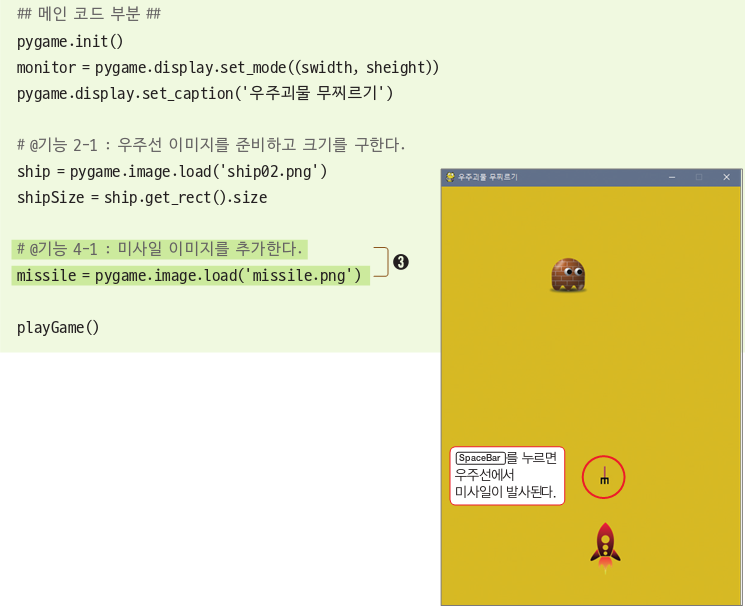 ## 메인 코드 부분 ##
pygame.init()
monitor = pygame.display.set_mode((swidth, sheight))
pygame.display.set_caption('우주괴물 무찌르기')
# @기능 2-1 : 우주선 이미지를 준비하고 크기를 구한다.
ship = pygame.image.load('ship02.png')
shipSize = ship.get_rect().size
# @기능 4-1 : 미사일 이미지를 추가한다.
missile = pygame.image.load('missile.png')
❸
playGame()
우주괴물 무찌르기
SpaceBar를 누르면
우주선에서
미사일이 발사된다.